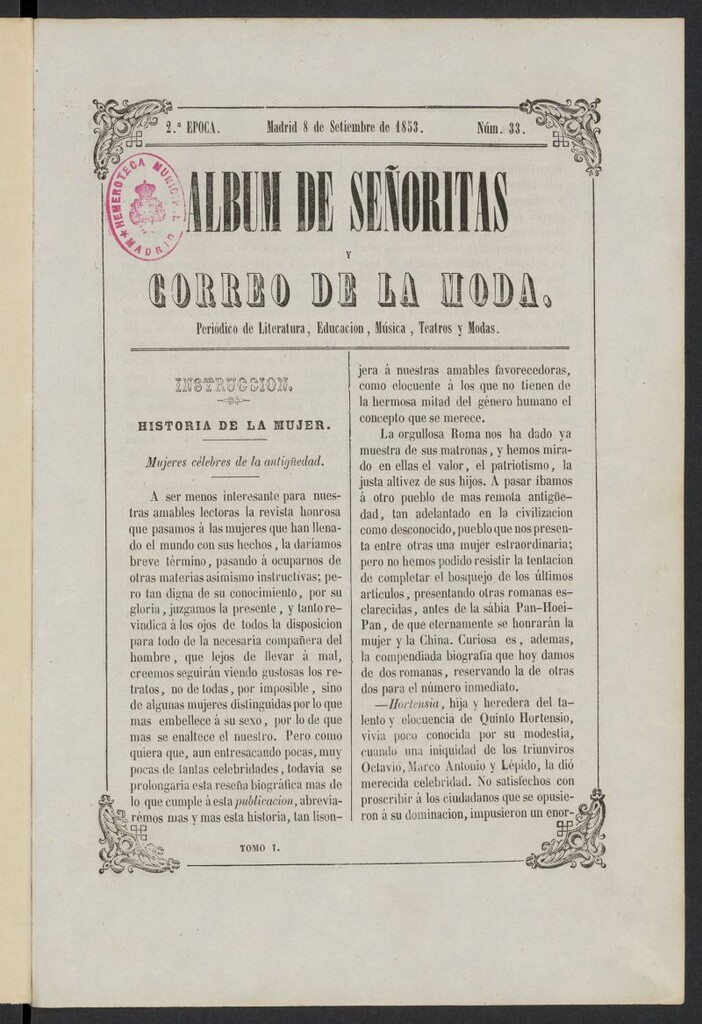 2.ª EPOCA. Madrid 8 de Setiembre de 1853. Núm. 33.
HEMEROTECA MUNICIPAL
★ MADRID ★
ALBUM DE SEÑORITAS
Y
CORREO DE LA MODA.
Periódico de Literatura, Educacion, Música, Teatros y Modas.
INSTRUCCION.
HISTORIA DE LA MUJER.
Mujeres célebres de la antigüedad.
A ser menos interesante para nues-
tras amables lectoras la revista honrosa
que pasamos á las mujeres que han llena-
do el mundo con sus hechos, la dariamos
breve término, pasando á ocuparnos de
otras materias asimismo instructivas; pe-
ro tan digna de su conocimiento, por su
gloria, juzgamos la presente, y tanto re-
vindica á los ojos de todos la disposicion
para todo de la necesaria compañera del
hombre, que lejos de llevar á mal,
creemos seguirán viendo gustosas los re-
tratos, no de todas, por imposible, sino
de algunas mujeres distinguidas por lo que
mas embellece á su sexo, por lo de que
mas se enaltece el nuestro. Pero como
quiera que, aun entresacando pocas, muy
pocas de tantas celebridades, todavía se
prolongaria esta reseña biográfica mas de
lo que cumple á esta publicacion, abrevia-
rémos mas y mas esta historia, tan lison-
jera á nuestras amables favorecedoras,
como elocuente á los que no tienen de
la hermosa mitad del género humano el
concepto que se merece.
La orgullosa Roma nos ha dado ya
muestra de sus matronas, y hemos mira-
do en ellas el valor, el patriotismo, la
justa altivez de sus hijos. A pasar íbamos
á otro pueblo de mas remota antigüe-
dad, tan adelantado en la civilizacion
como desconocido, pueblo que nos presen-
ta entre otras una mujer estraordinaria;
pero no hemos podido resistir la tentacion
de completar el bosquejo de los últimos
artículos, presentando otras romanas es-
clarecidas, antes de la sábia Pan-Hoei-
Pan, de que eternamente se honrarán la
mujer y la China. Curiosa es, ademas,
la compendiada biografía que hoy damos
de dos romanas, reservando la de otras
dos para el número inmediato.
—Hortensia, hija y heredera del ta-
lento y elocuencia de Quinto Hortensio,
vivia poco conocida por su modestia,
cuando una iniquidad de los triunviros
Octavio, Marco Antonio y Lépido, la dió
merecida celebridad. No satisfechos con
proscribir á los ciudadanos que se opusie-
ron á su dominacion, impusieron un enor-
TOMO I.